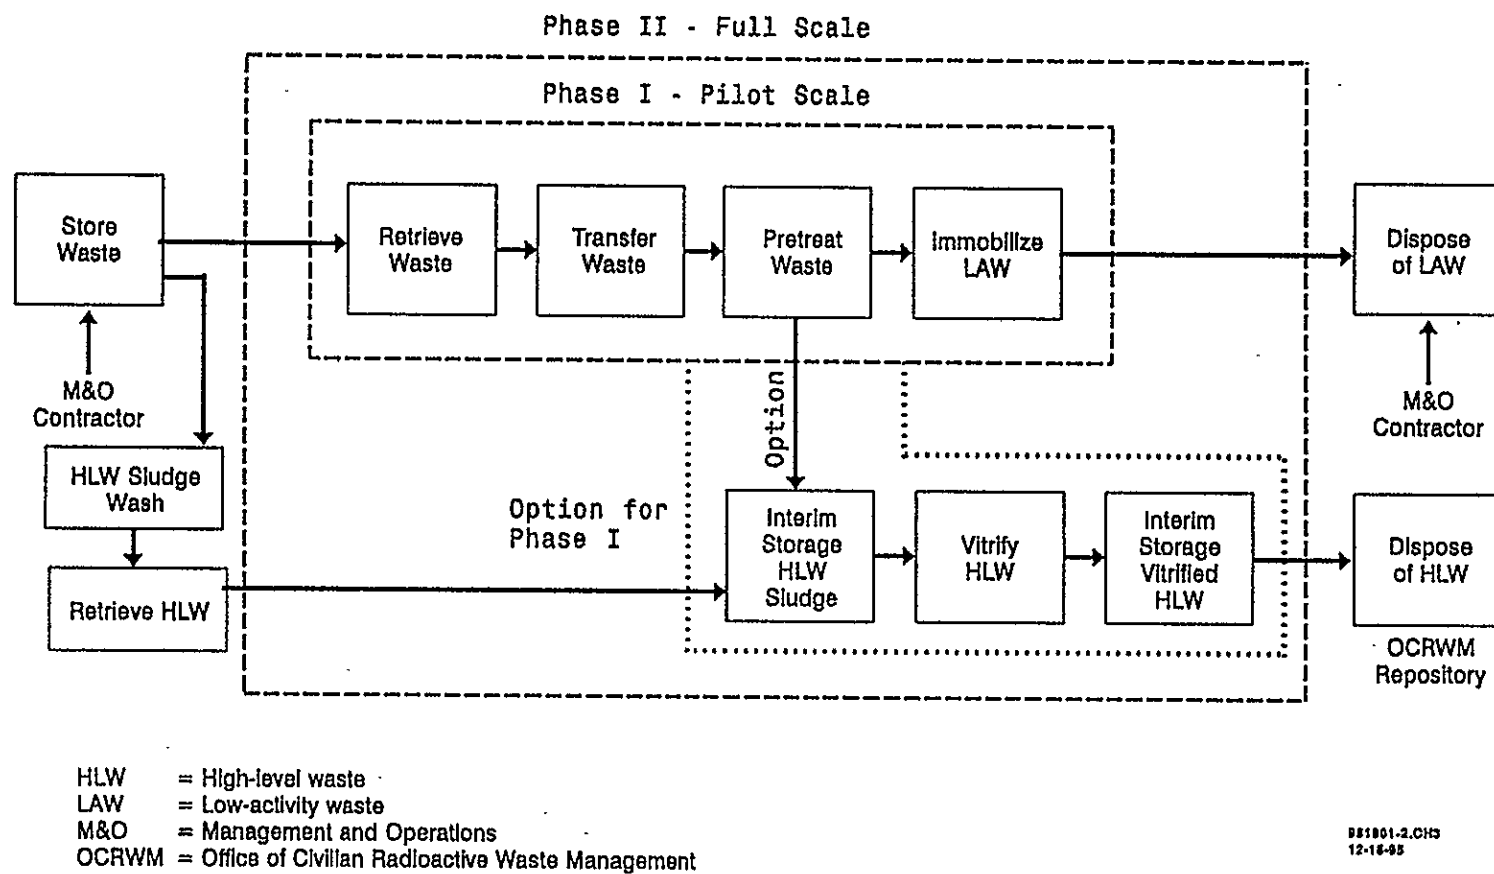 Phase II - Full Scale
Phase I - Pilot Scale
Store
Waste
Retrieve
Waste
Transfer
Waste
Pretreat
Waste
Immobilize
LAW
Dispose
of LAW
M&O
Contractor
M&O
Contractor
Option
HLW Sludge
Wash
Option for
Phase I
Retrieve HLW
Interim
Storage
HLW
Sludge
Vitrify
HLW
Interim
Storage
Vitrified
HLW
Dispose
of HLW
OCRWM
Repository
HLW = High-level waste
LAW = Low-activity waste
M&O = Management and Operations
OCRWM = Office of Civilian Radioactive Waste Management